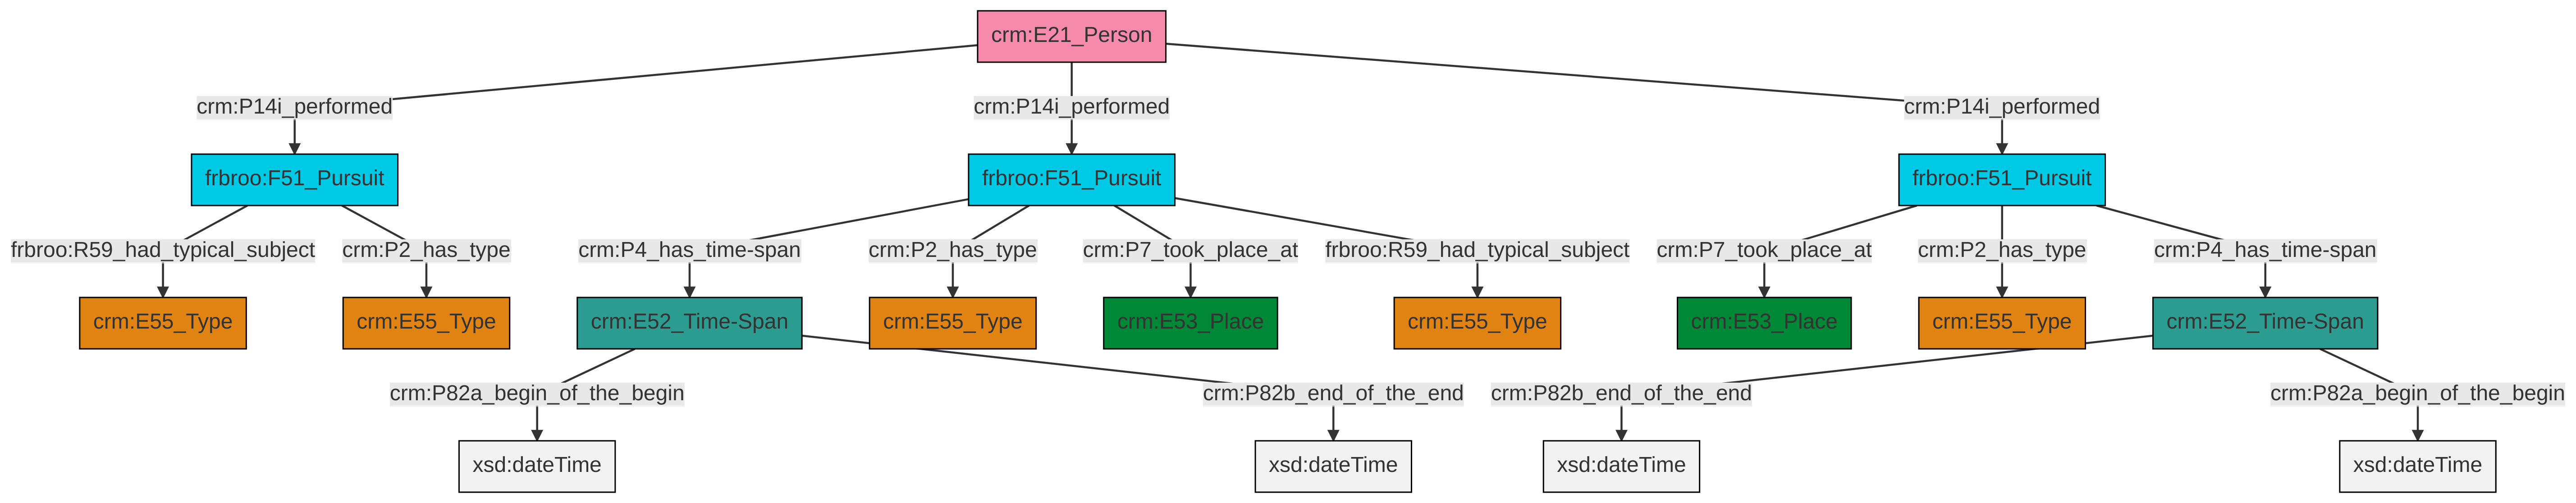 crm:E21_Person
crm:P14i_performed
crm:P14i_performed
crm:P14i_performed
frbroo:F51_Pursuit
frbroo:F51_Pursuit
frbroo:F51_Pursuit
frbroo:R59_had_typical_subject
crm:P2_has_type
crm:P4_has_time-span
crm:P2_has_type
crm:P7_took_place_at
frbroo:R59_had_typical_subject
crm:P7_took_place_at
crm:P2_has_type
crm:P4_has_time-span
crm:E55_Type
crm:E55_Type
crm:E52_Time-Span
crm:E55_Type
crm:E53_Place
crm:E55_Type
crm:E53_Place
crm:E55_Type
crm:E52_Time-Span
crm:P82a_begin_of_the_begin
crm:P82b_end_of_the_end
crm:P82b_end_of_the_end
crm:P82a_begin_of_the_begin
xsd:dateTime
xsd:dateTime
xsd:dateTime
xsd:dateTime